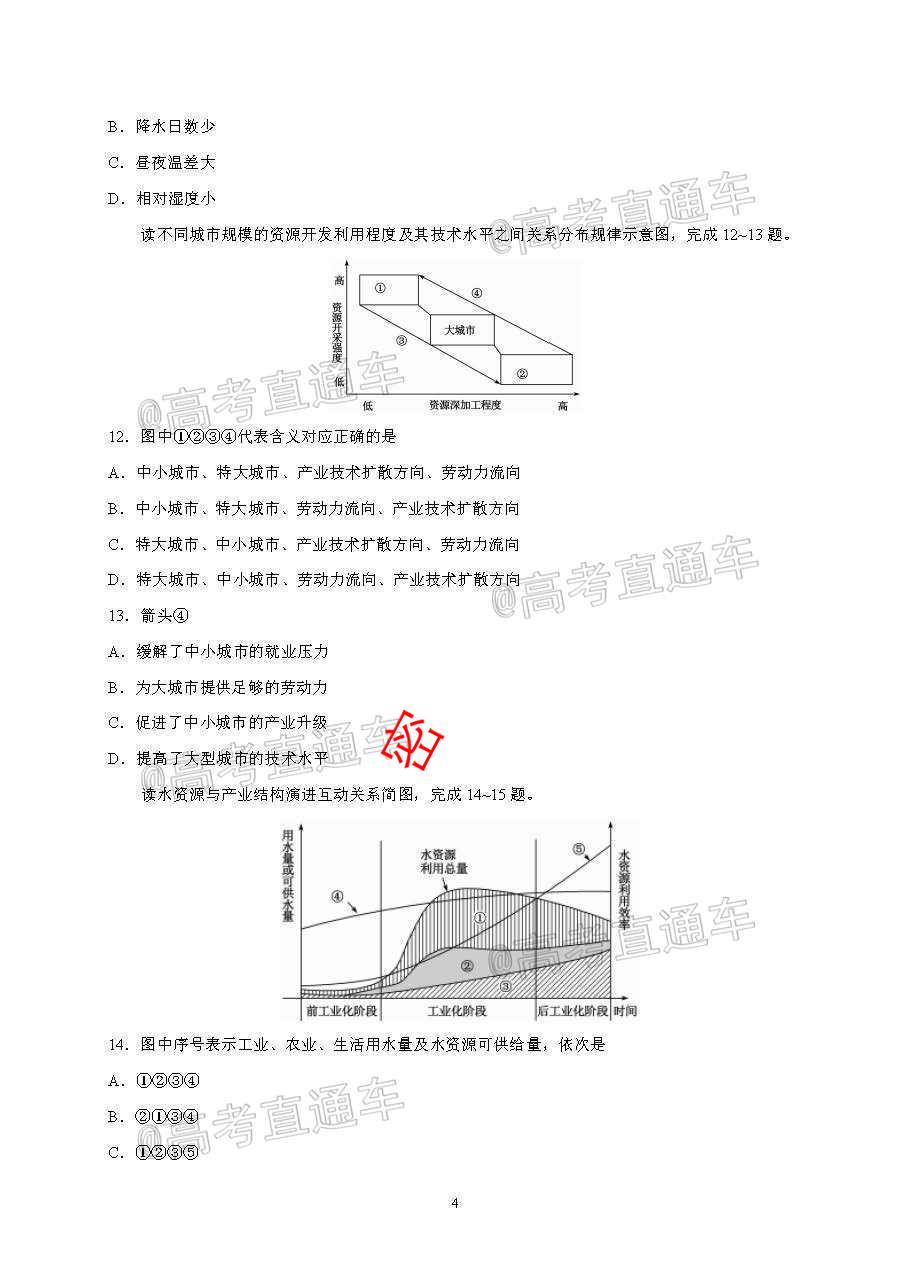 B．降水日数少
C．昼夜温差大
D．相对湿度小
读不同城市规模的资源开发利用程度及其技术水平之间关系分布规律示意图，完成12~13题。
高
资源开采强度
低
①
④
大城市
③
②
低
资源深加工程度
高
12．图中①②③④代表含义对应正确的是
A．中小城市、特大城市、产业技术扩散方向、劳动力流向
B．中小城市、特大城市、劳动力流向、产业技术扩散方向
C．特大城市、中小城市、产业技术扩散方向、劳动力流向
D．特大城市、中小城市、劳动力流向、产业技术扩散方向
13．箭头④
A．缓解了中小城市的就业压力
B．为大城市提供足够的劳动力
C．促进了中小城市的产业升级
D．提高了大型城市的技术水平
读水资源与产业结构演进互动关系简图，完成14~15题。
用水量或可供水量
水资源利用效率
水资源
利用总量
⑤
④
①
②
③
前工业化阶段
工业化阶段
后工业化阶段
时间
14．图中序号表示工业、农业、生活用水量及水资源可供给量，依次是
A．①②③④
B．②①③④
C．①②③⑤
4
@高考直通车
@高考直通车
@高考直通车
@高考直通车
@高考直通车
@高考直通车